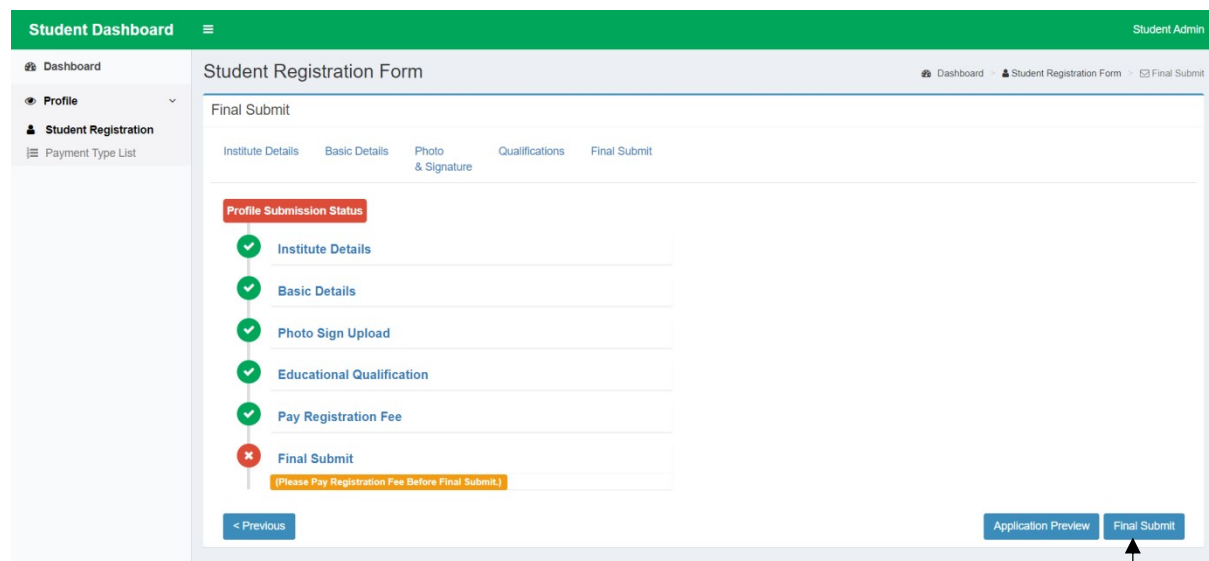 Student Dashboard
Student Admin
Dashboard
Profile
Student Registration
Payment Type List
Student Registration Form
Dashboard > Student Registration Form > Final Submit
Final Submit
Institute Details
Basic Details
Photo
& Signature
Qualifications
Final Submit
Profile Submission Status
Institute Details
Basic Details
Photo Sign Upload
Educational Qualification
Pay Registration Fee
Final Submit
(Please Pay Registration Fee Before Final Submit.)
< Previous
Application Preview
Final Submit